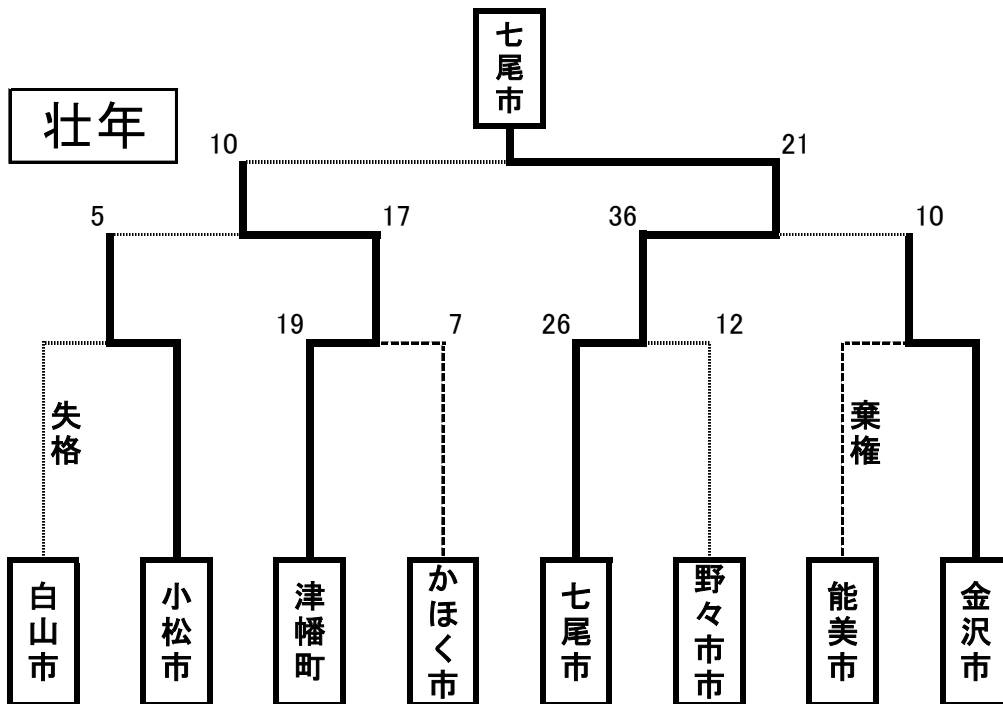 七尾市
壮年
10
21
5
17
36
10
19
7
26
12
失格
棄権
白山市
小松市
津幡町
かほく市
七尾市
野々市市
能美市
金沢市